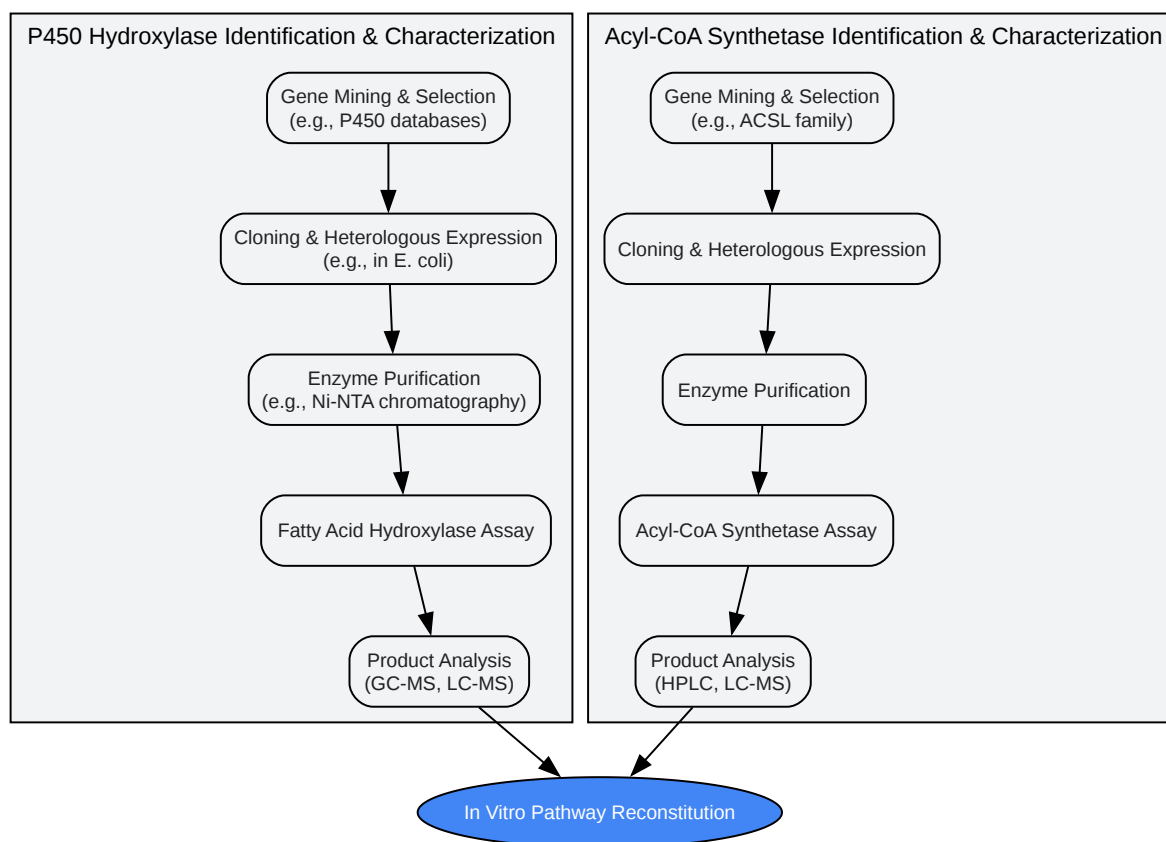 P450 Hydroxylase Identification & Characterization
Gene Mining & Selection
(e.g., P450 databases)
Cloning & Heterologous Expression
(e.g., in E. coli)
Enzyme Purification
(e.g., Ni-NTA chromatography)
Fatty Acid Hydroxylase Assay
Product Analysis
(GC-MS, LC-MS)
Acyl-CoA Synthetase Identification & Characterization
Gene Mining & Selection
(e.g., ACSL family)
Cloning & Heterologous Expression
Enzyme Purification
Acyl-CoA Synthetase Assay
Product Analysis
(HPLC, LC-MS)
In Vitro Pathway Reconstitution